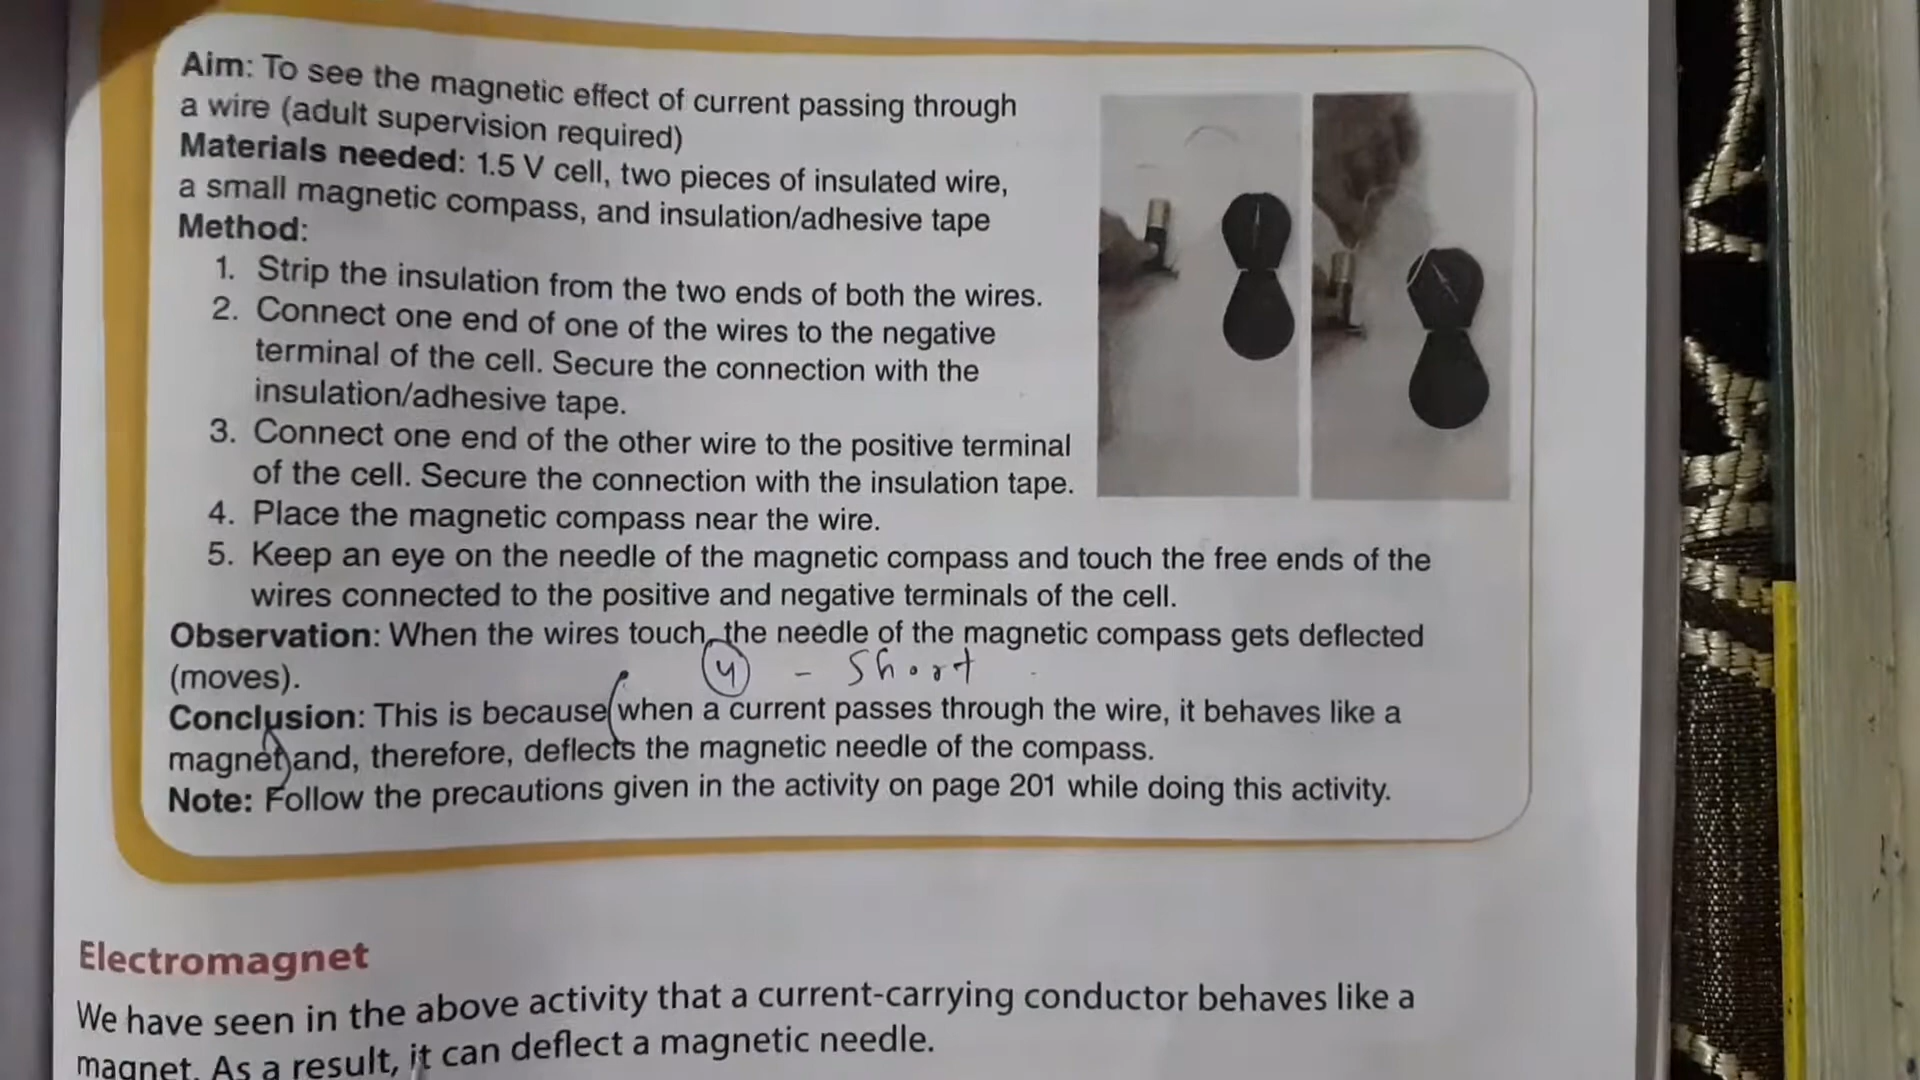 Aim: To see the magnetic effect of current passing through
a wire (adult supervision required)
Materials needed: 1.5 V cell, two pieces of insulated wire,
a small magnetic compass, and insulation/adhesive tape
Method:
1. Strip the insulation from the two ends of both the wires.
2. Connect one end of one of the wires to the negative
terminal of the cell. Secure the connection with the
insulation/adhesive tape.
3. Connect one end of the other wire to the positive terminal
of the cell. Secure the connection with the insulation tape.
4. Place the magnetic compass near the wire.
5. Keep an eye on the needle of the magnetic compass and touch the free ends of the
wires connected to the positive and negative terminals of the cell.
Observation: When the wires touch, the needle of the magnetic compass gets deflected
(moves).
4 - Short
Conclusion: This is because (when a current passes through the wire, it behaves like a
magnet) and, therefore, deflects the magnetic needle of the compass.
Note: Follow the precautions given in the activity on page 201 while doing this activity.
Electromagnet
We have seen in the above activity that a current-carrying conductor behaves like a
magnet. As a result, it can deflect a magnetic needle.